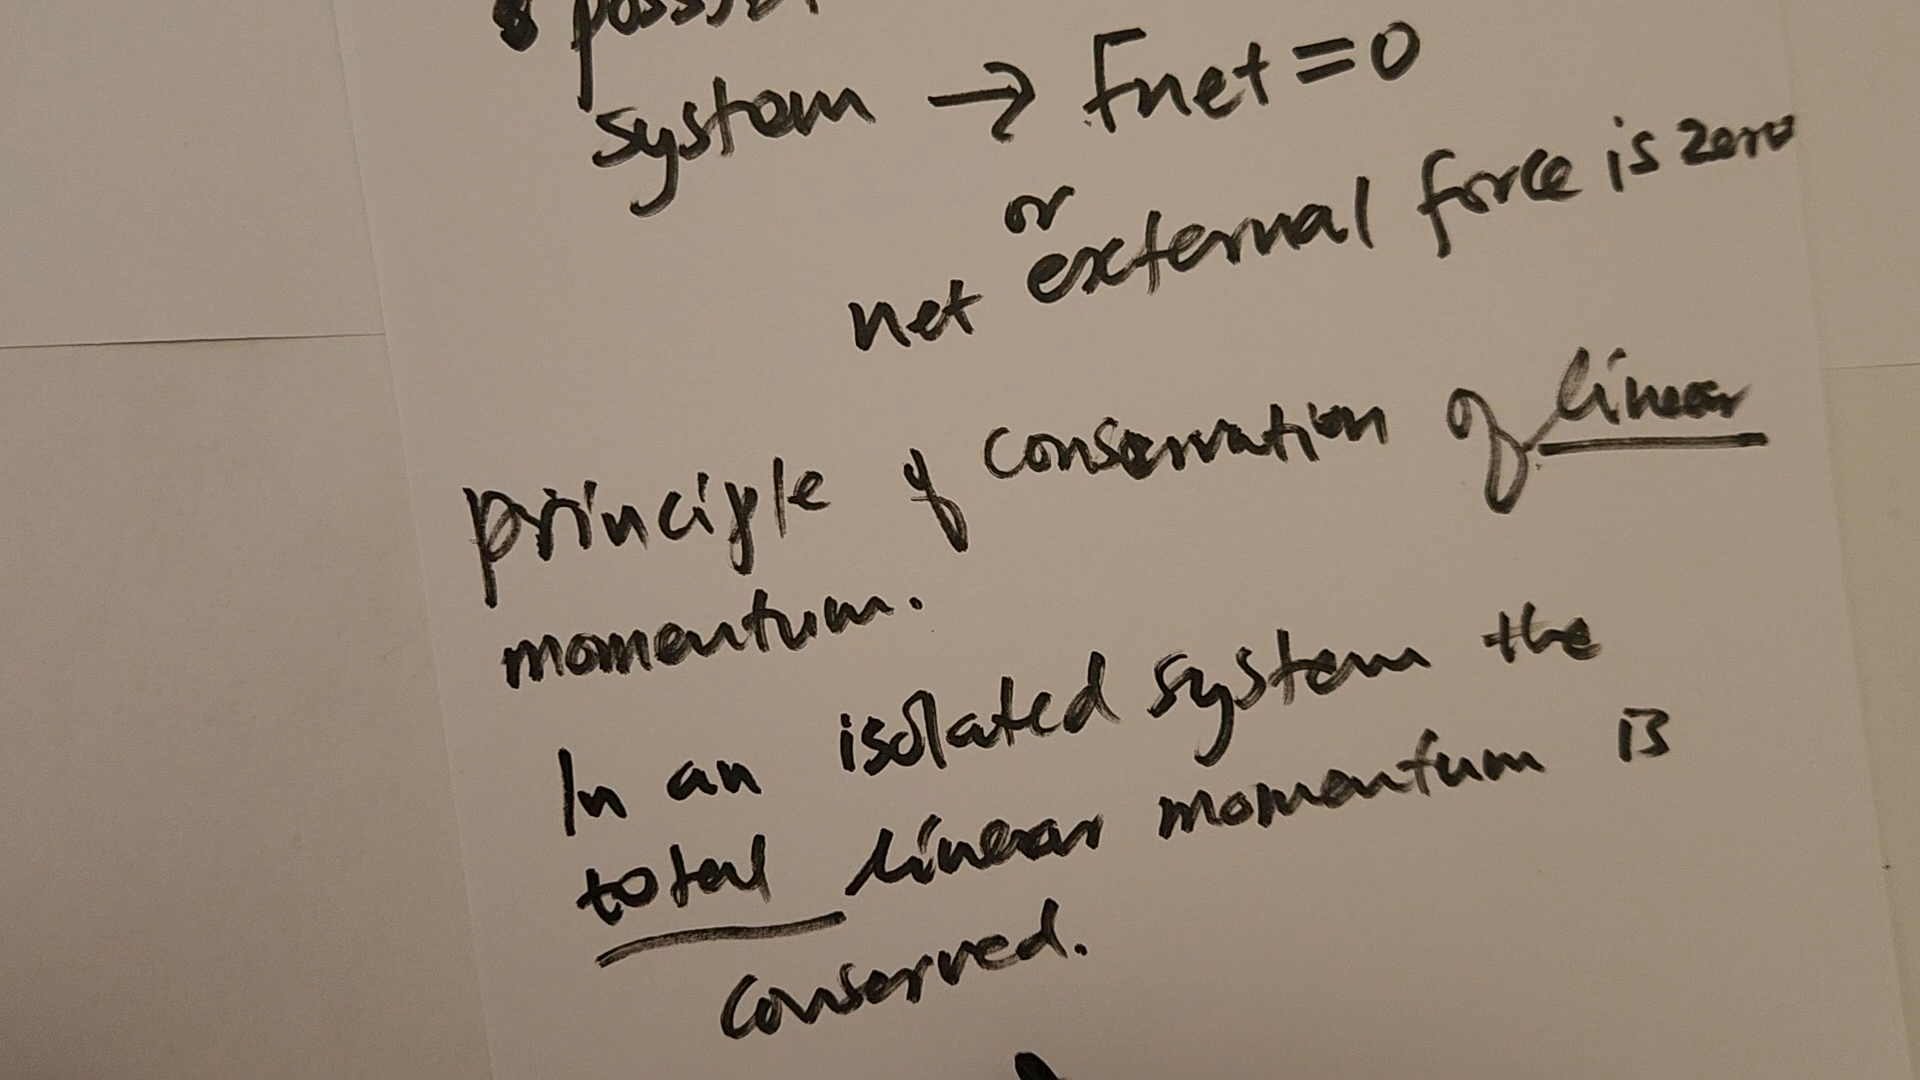 system → Fnet = 0
or
net external force is zero
principle of conservation of linear
momentum.
In an isolated system the
total linear momentum is
conserved.